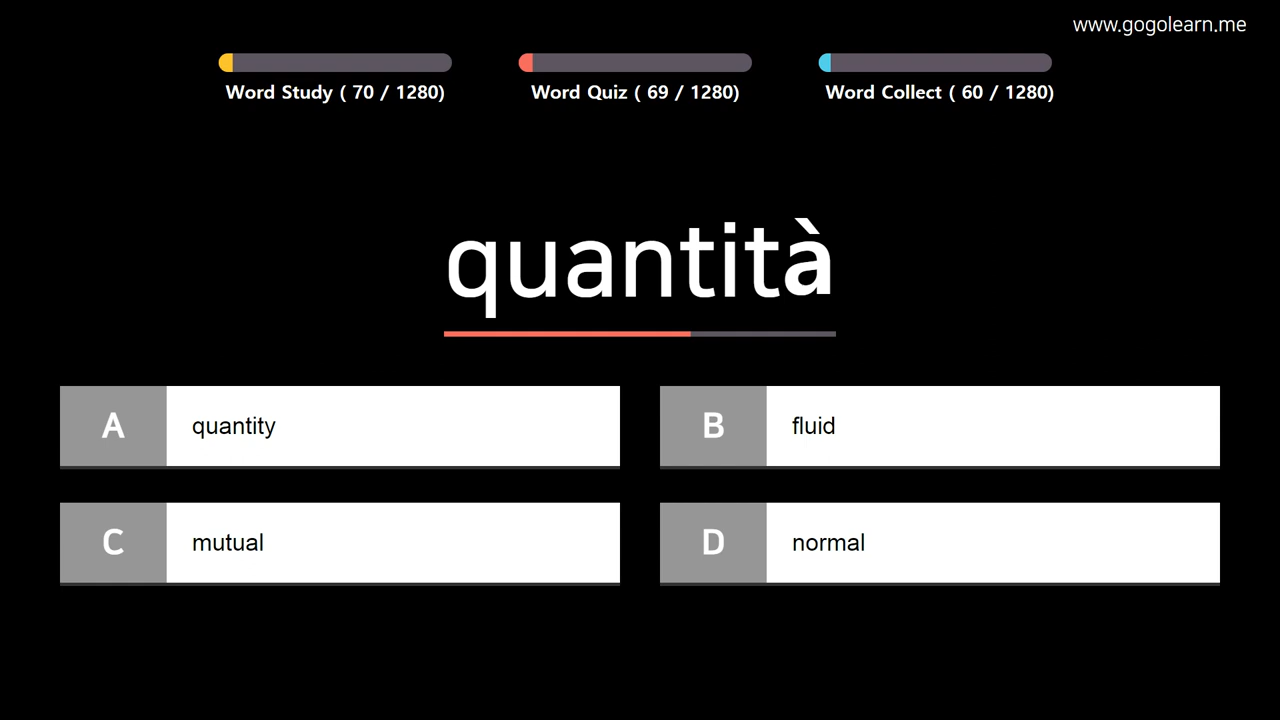 www.gogolearn.me
Word Study ( 70 / 1280)
Word Quiz ( 69 / 1280)
Word Collect ( 60 / 1280)
quantità
A quantity
B fluid
C mutual
D normal